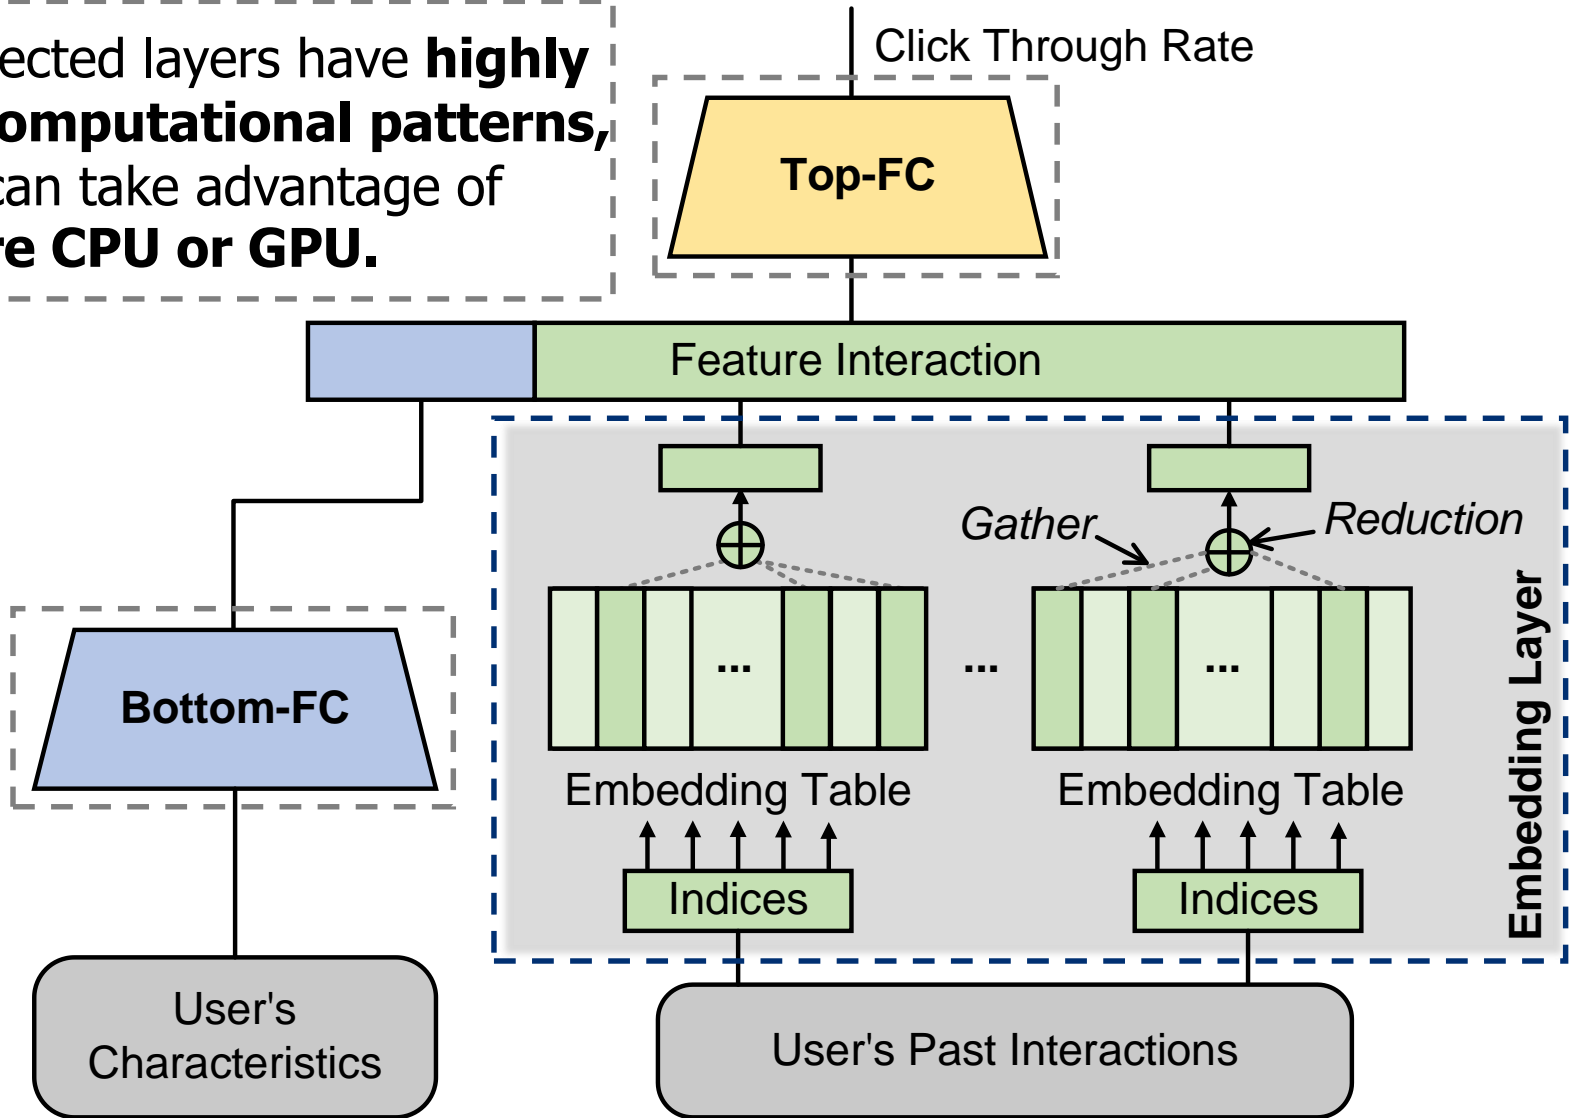 ected layers have highly
omputational patterns,
can take advantage of
re CPU or GPU.
Click Through Rate
Top-FC
Feature Interaction
Gather
Reduction
...
...
...
Embedding Layer
Bottom-FC
Embedding Table
Embedding Table
Indices
Indices
User's
Characteristics
User's Past Interactions